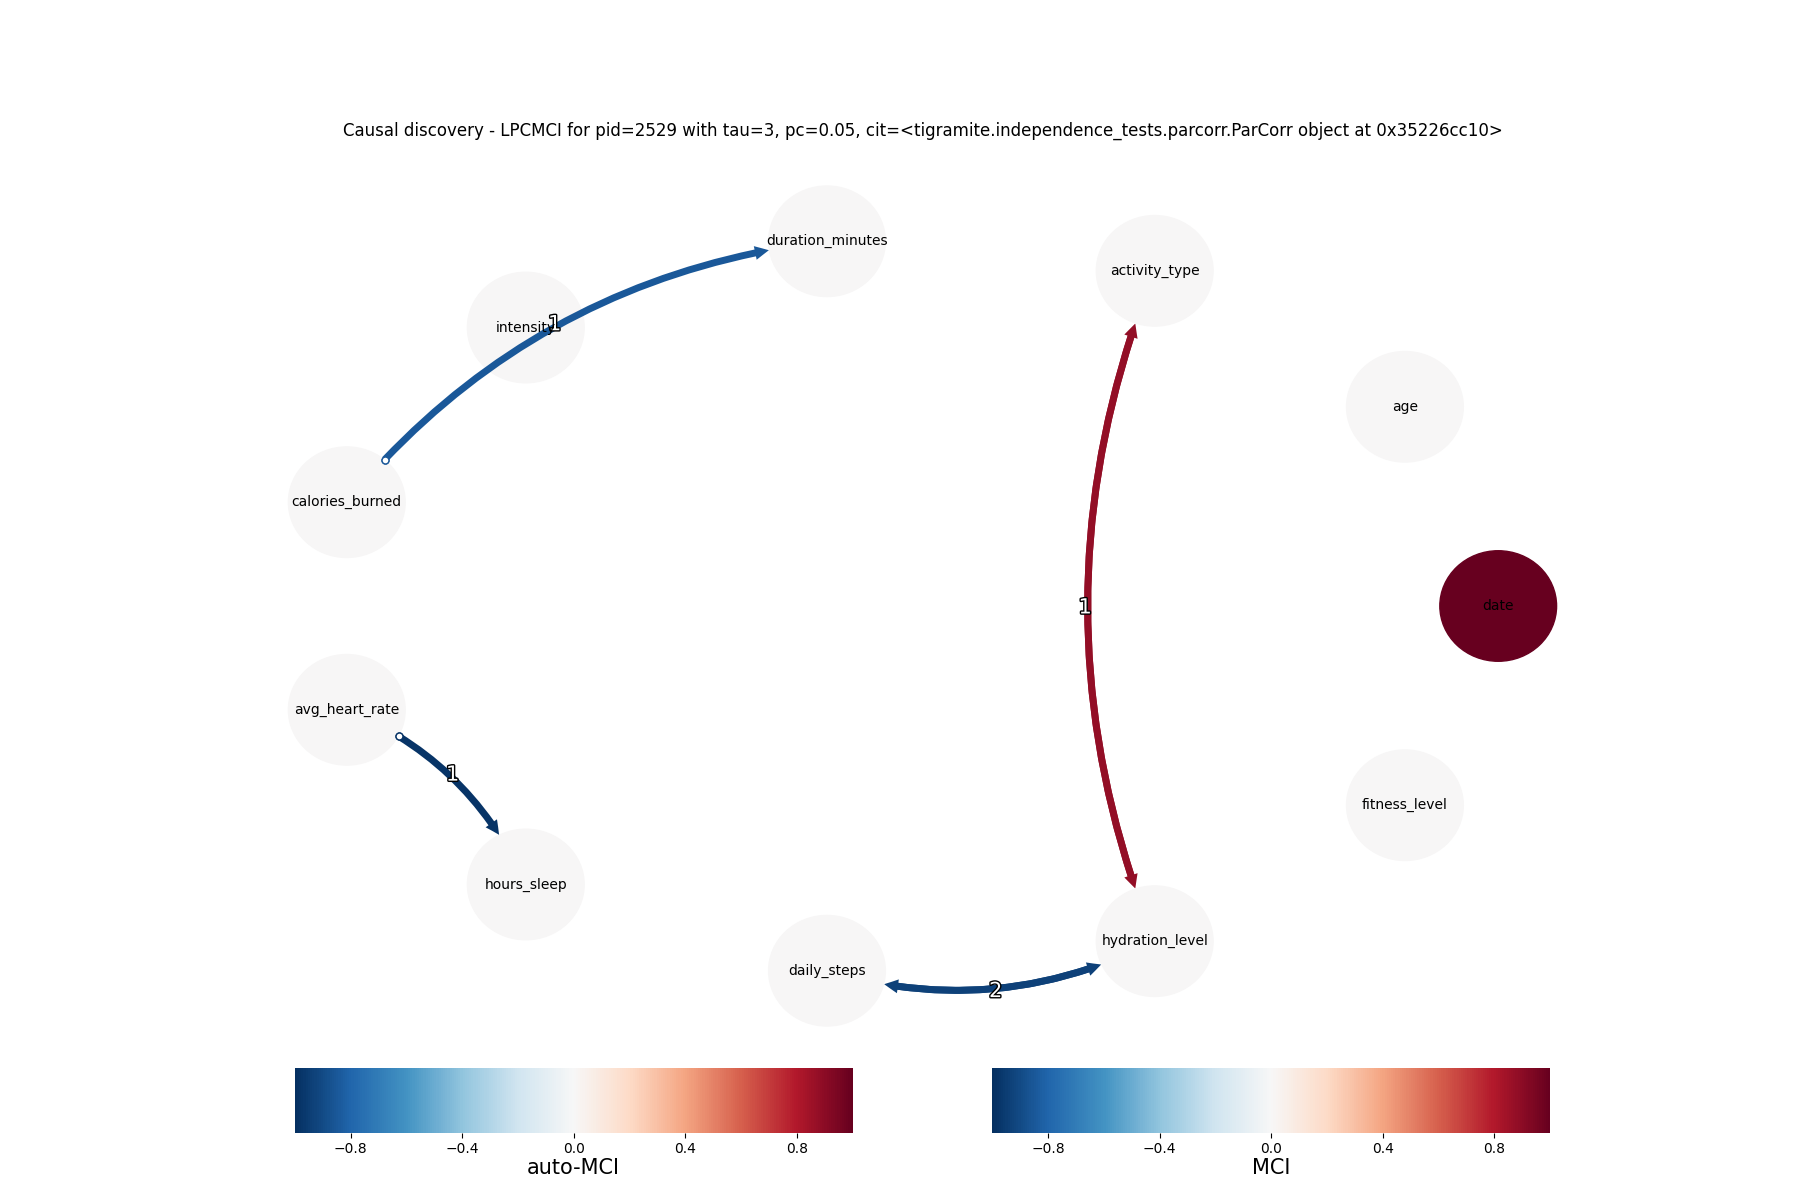 Causal discovery - LPCMCI for pid=2529 with tau=3, pc=0.05, cit=<tigramite.independence_tests.parcorr.ParCorr object at 0x35226cc10>
duration_minutes
activity_type
intensity
1
age
calories_burned
date
1
avg_heart_rate
1
fitness_level
hours_sleep
hydration_level
daily_steps
2
−0.8 −0.4 0.0 0.4 0.8
auto-MCI
−0.8 −0.4 0.0 0.4 0.8
MCI